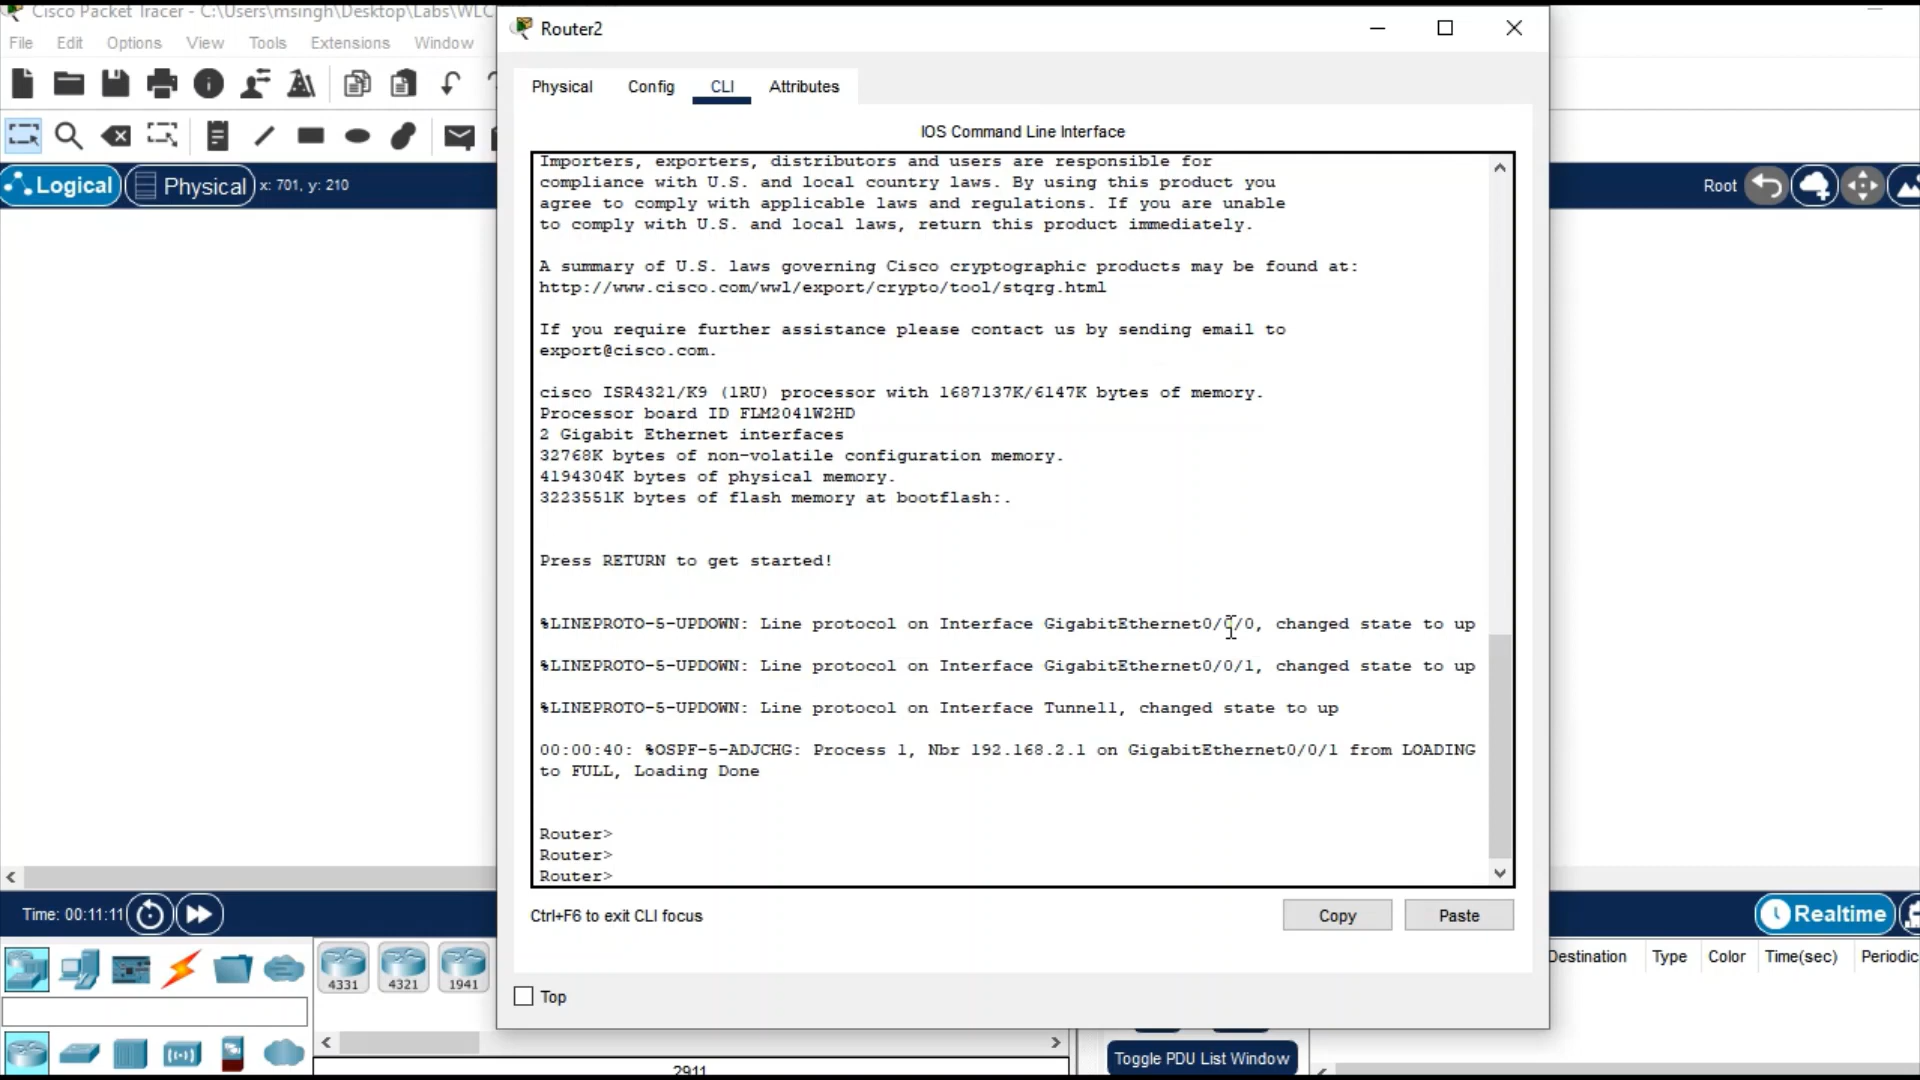 Cisco Packet Tracer - C:\Users\msingh\Desktop\Labs\WLC
File Edit Options View Tools Extensions Window
Logical Physical x: 701, y: 210
Root
Router2
Physical Config CLI Attributes
IOS Command Line Interface
Importers, exporters, distributors and users are responsible for
compliance with U.S. and local country laws. By using this product you
agree to comply with applicable laws and regulations. If you are unable
to comply with U.S. and local laws, return this product immediately.
A summary of U.S. laws governing Cisco cryptographic products may be found at:
http://www.cisco.com/wwl/export/crypto/tool/stqrg.html
If you require further assistance please contact us by sending email to
export@cisco.com.
cisco ISR4321/K9 (1RU) processor with 1687137K/6147K bytes of memory.
Processor board ID FLM2041W2HD
2 Gigabit Ethernet interfaces
32768K bytes of non-volatile configuration memory.
4194304K bytes of physical memory.
3223551K bytes of flash memory at bootflash:.
Press RETURN to get started!
%LINEPROTO-5-UPDOWN: Line protocol on Interface GigabitEthernet0/0/0, changed state to up
%LINEPROTO-5-UPDOWN: Line protocol on Interface GigabitEthernet0/0/1, changed state to up
%LINEPROTO-5-UPDOWN: Line protocol on Interface Tunnel1, changed state to up
00:00:40: %OSPF-5-ADJCHG: Process 1, Nbr 192.168.2.1 on GigabitEthernet0/0/1 from LOADING
to FULL, Loading Done
Router>
Router>
Router>
Ctrl+F6 to exit CLI focus
Copy Paste
Top
Time: 00:11:11
Realtime
4331 4321 1941
2911
Destination Type Color Time(sec) Periodic
Toggle PDU List Window